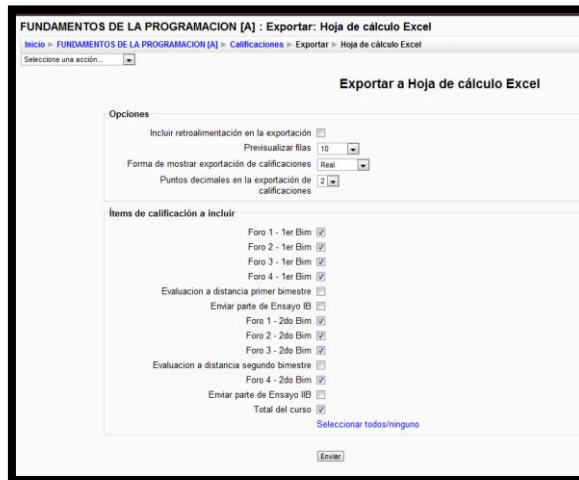 FUNDAMENTOS DE LA PROGRAMACION [A] : Exportar: Hoja de cálculo Excel
Inicio ► FUNDAMENTOS DE LA PROGRAMACION [A] ► Calificaciones ► Exportar ► Hoja de cálculo Excel
Seleccione una acción...
Exportar a Hoja de cálculo Excel
Opciones
Incluir retroalimentación en la exportación
Previsualizar filas 10
Forma de mostrar exportación de calificaciones Real
Puntos decimales en la exportación de 2
calificaciones
Ítems de calificación a incluir
Foro 1 - 1er Bim
Foro 2 - 1er Bim
Foro 3 - 1er Bim
Foro 4 - 1er Bim
Evaluacion a distancia primer bimestre
Enviar parte de Ensayo IB
Foro 1 - 2do Bim
Foro 2 - 2do Bim
Foro 3 - 2do Bim
Evaluacion a distancia segundo bimestre
Foro 4 - 2do Bim
Enviar parte de Ensayo IIB
Total del curso
Seleccionar todos/ninguno
Enviar